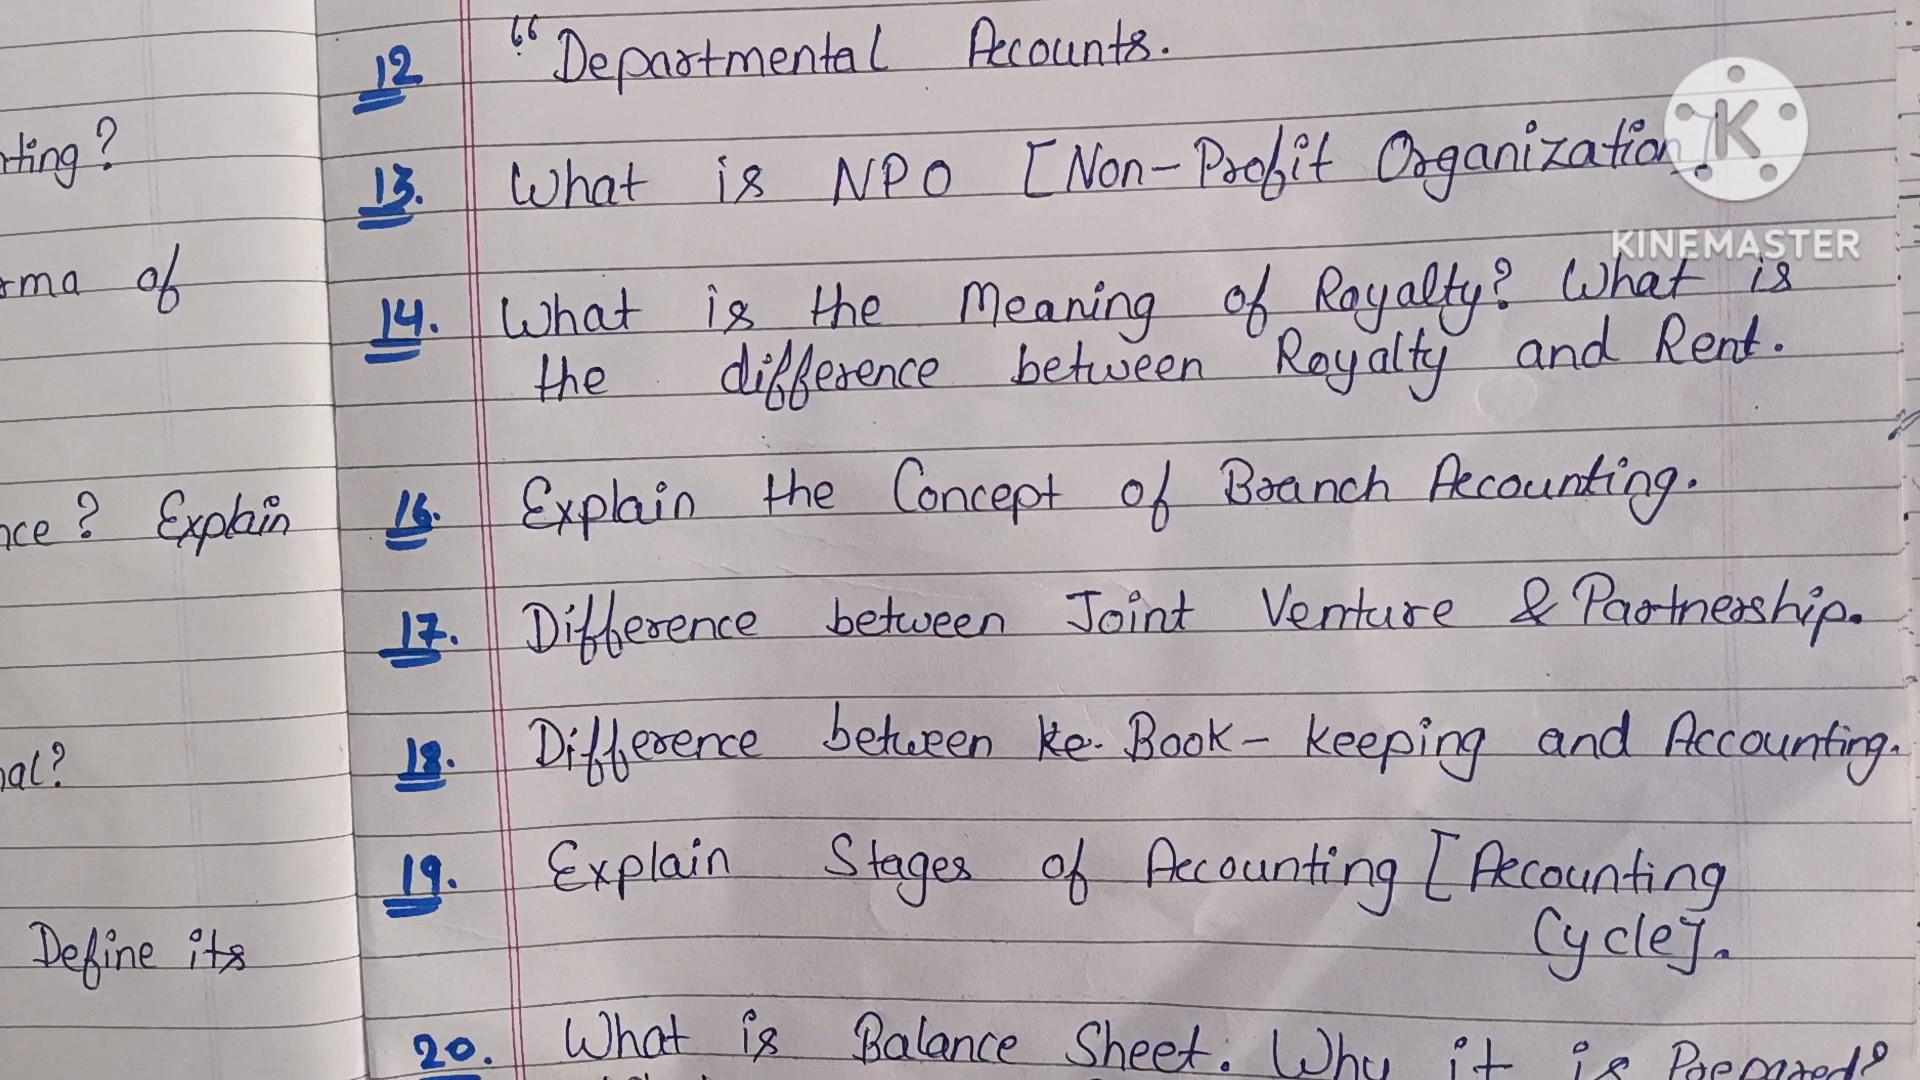 rting?
rma of
nce? Explain
nal?
Define its
12 “ Departmental Accounts.
13. What is NPO [Non-Profit Organization].
14. What is the Meaning of Royalty? What is
the difference between Royalty and Rent.
16. Explain the Concept of Branch Accounting.
17. Difference between Joint Venture & Partnership.
18. Difference between ke. Book-keeping and Accounting.
19. Explain Stages of Accounting [Accounting
Cycle].
20. What is Balance Sheet. Why it is Prepared?
K
KINEMASTER